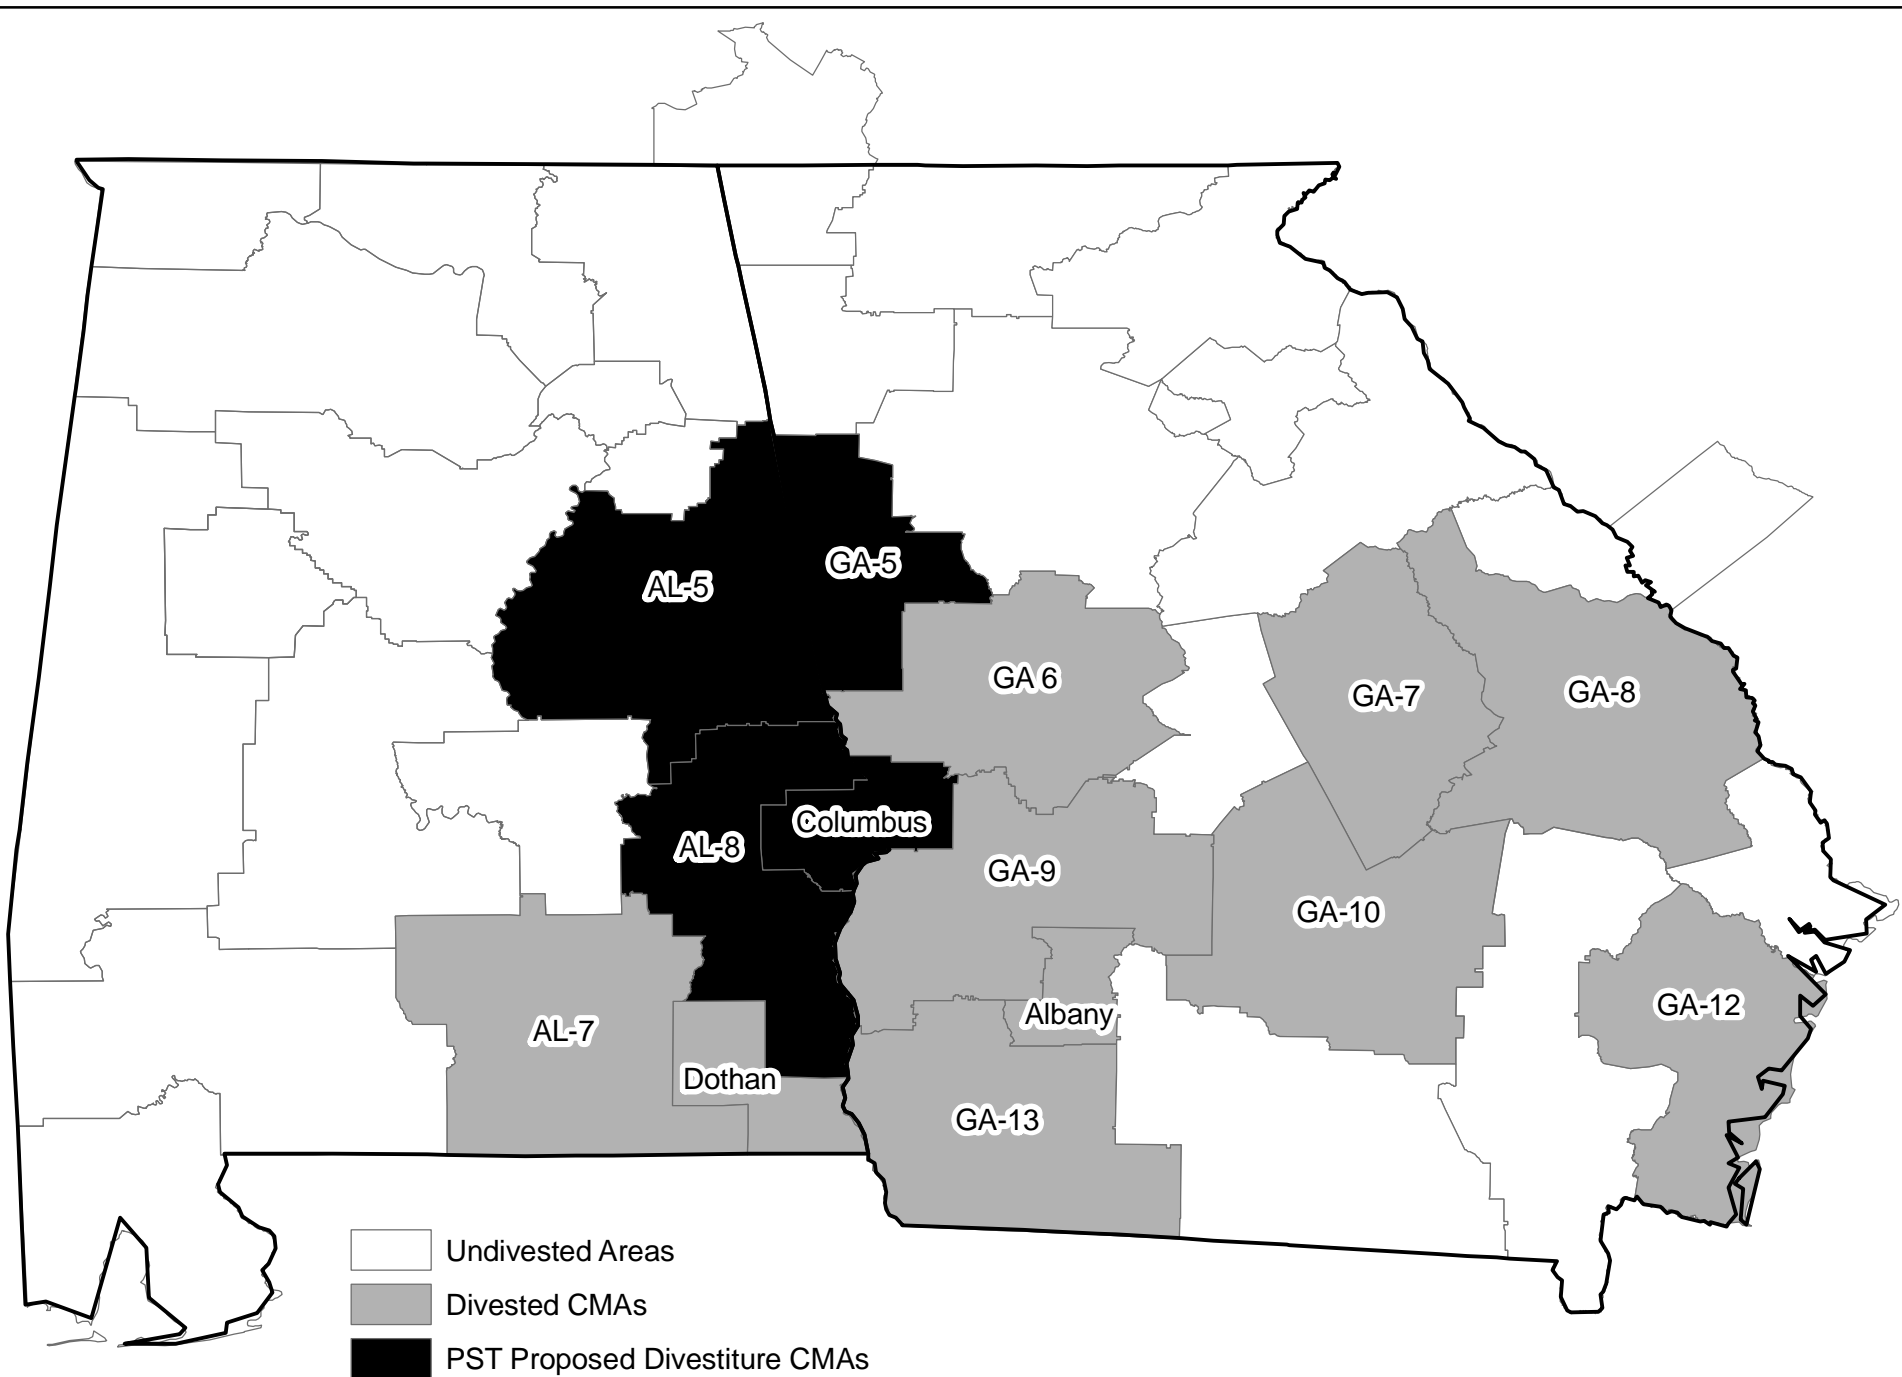 GA-5
AL-5
GA 6
GA-7
GA-8
Columbus
AL-8
GA-9
GA-10
GA-12
Albany
AL-7
Dothan
GA-13
Undivested Areas
Divested CMAs
PST Proposed Divestiture CMAs